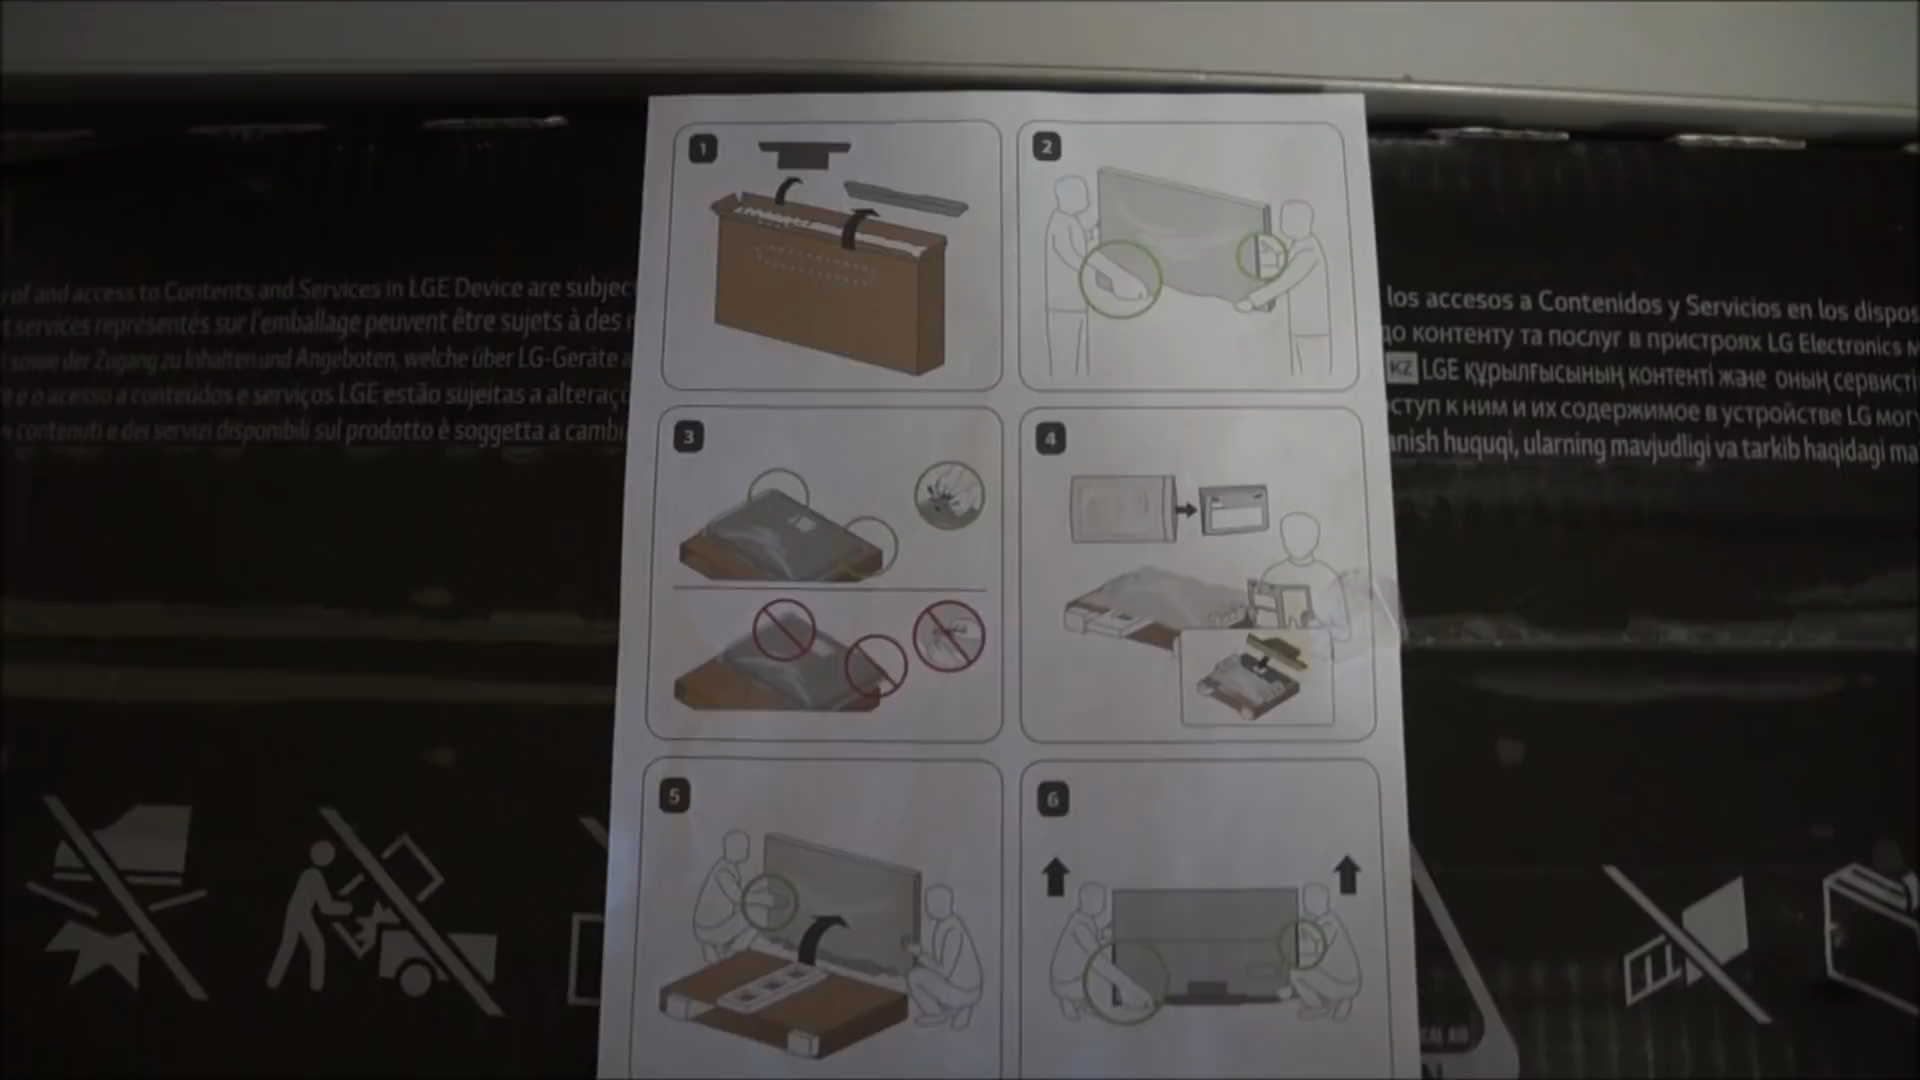 1
2
of and access to Contents and Services in LGE Device are subject
t services représentés sur l'emballage peuvent être sujets à des
sowie der Zugang zu Inhalten und Angeboten, welche über LG-Geräte
e o acesso a conteúdos e serviços LGE estão sujeitas a alteraçõ
contenuti e dei servizi disponibili sul prodotto è soggetta a cambi
los accesos a Contenidos y Servicios en los dispos
до контенту та послуг в пристроях LG Electronics м
KZ LGE құрылғысының контенті және оның сервисті
ступ к ним и их содержимое в устройстве LG мог
anish huquqi, ularning mavjudligi va tarkib haqidagi ma
3
4
5
6